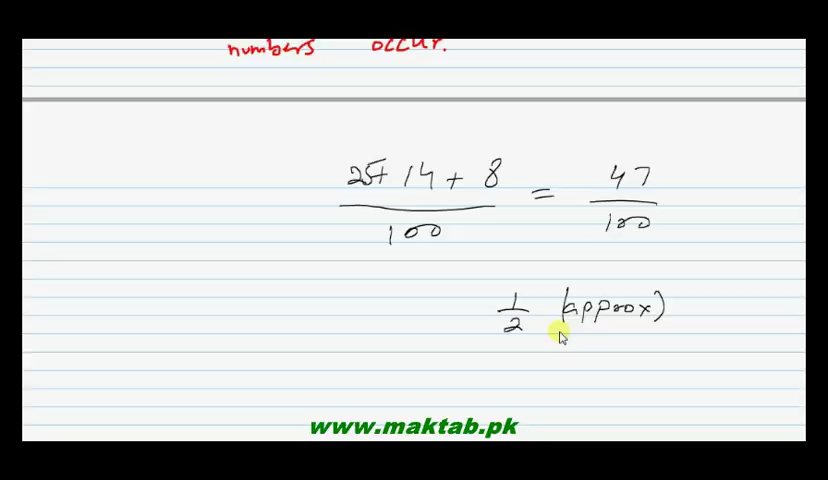 numbers occur.
25+ 14 + 8 / 100 = 47 / 100
1/2 (approx)
www.maktab.pk